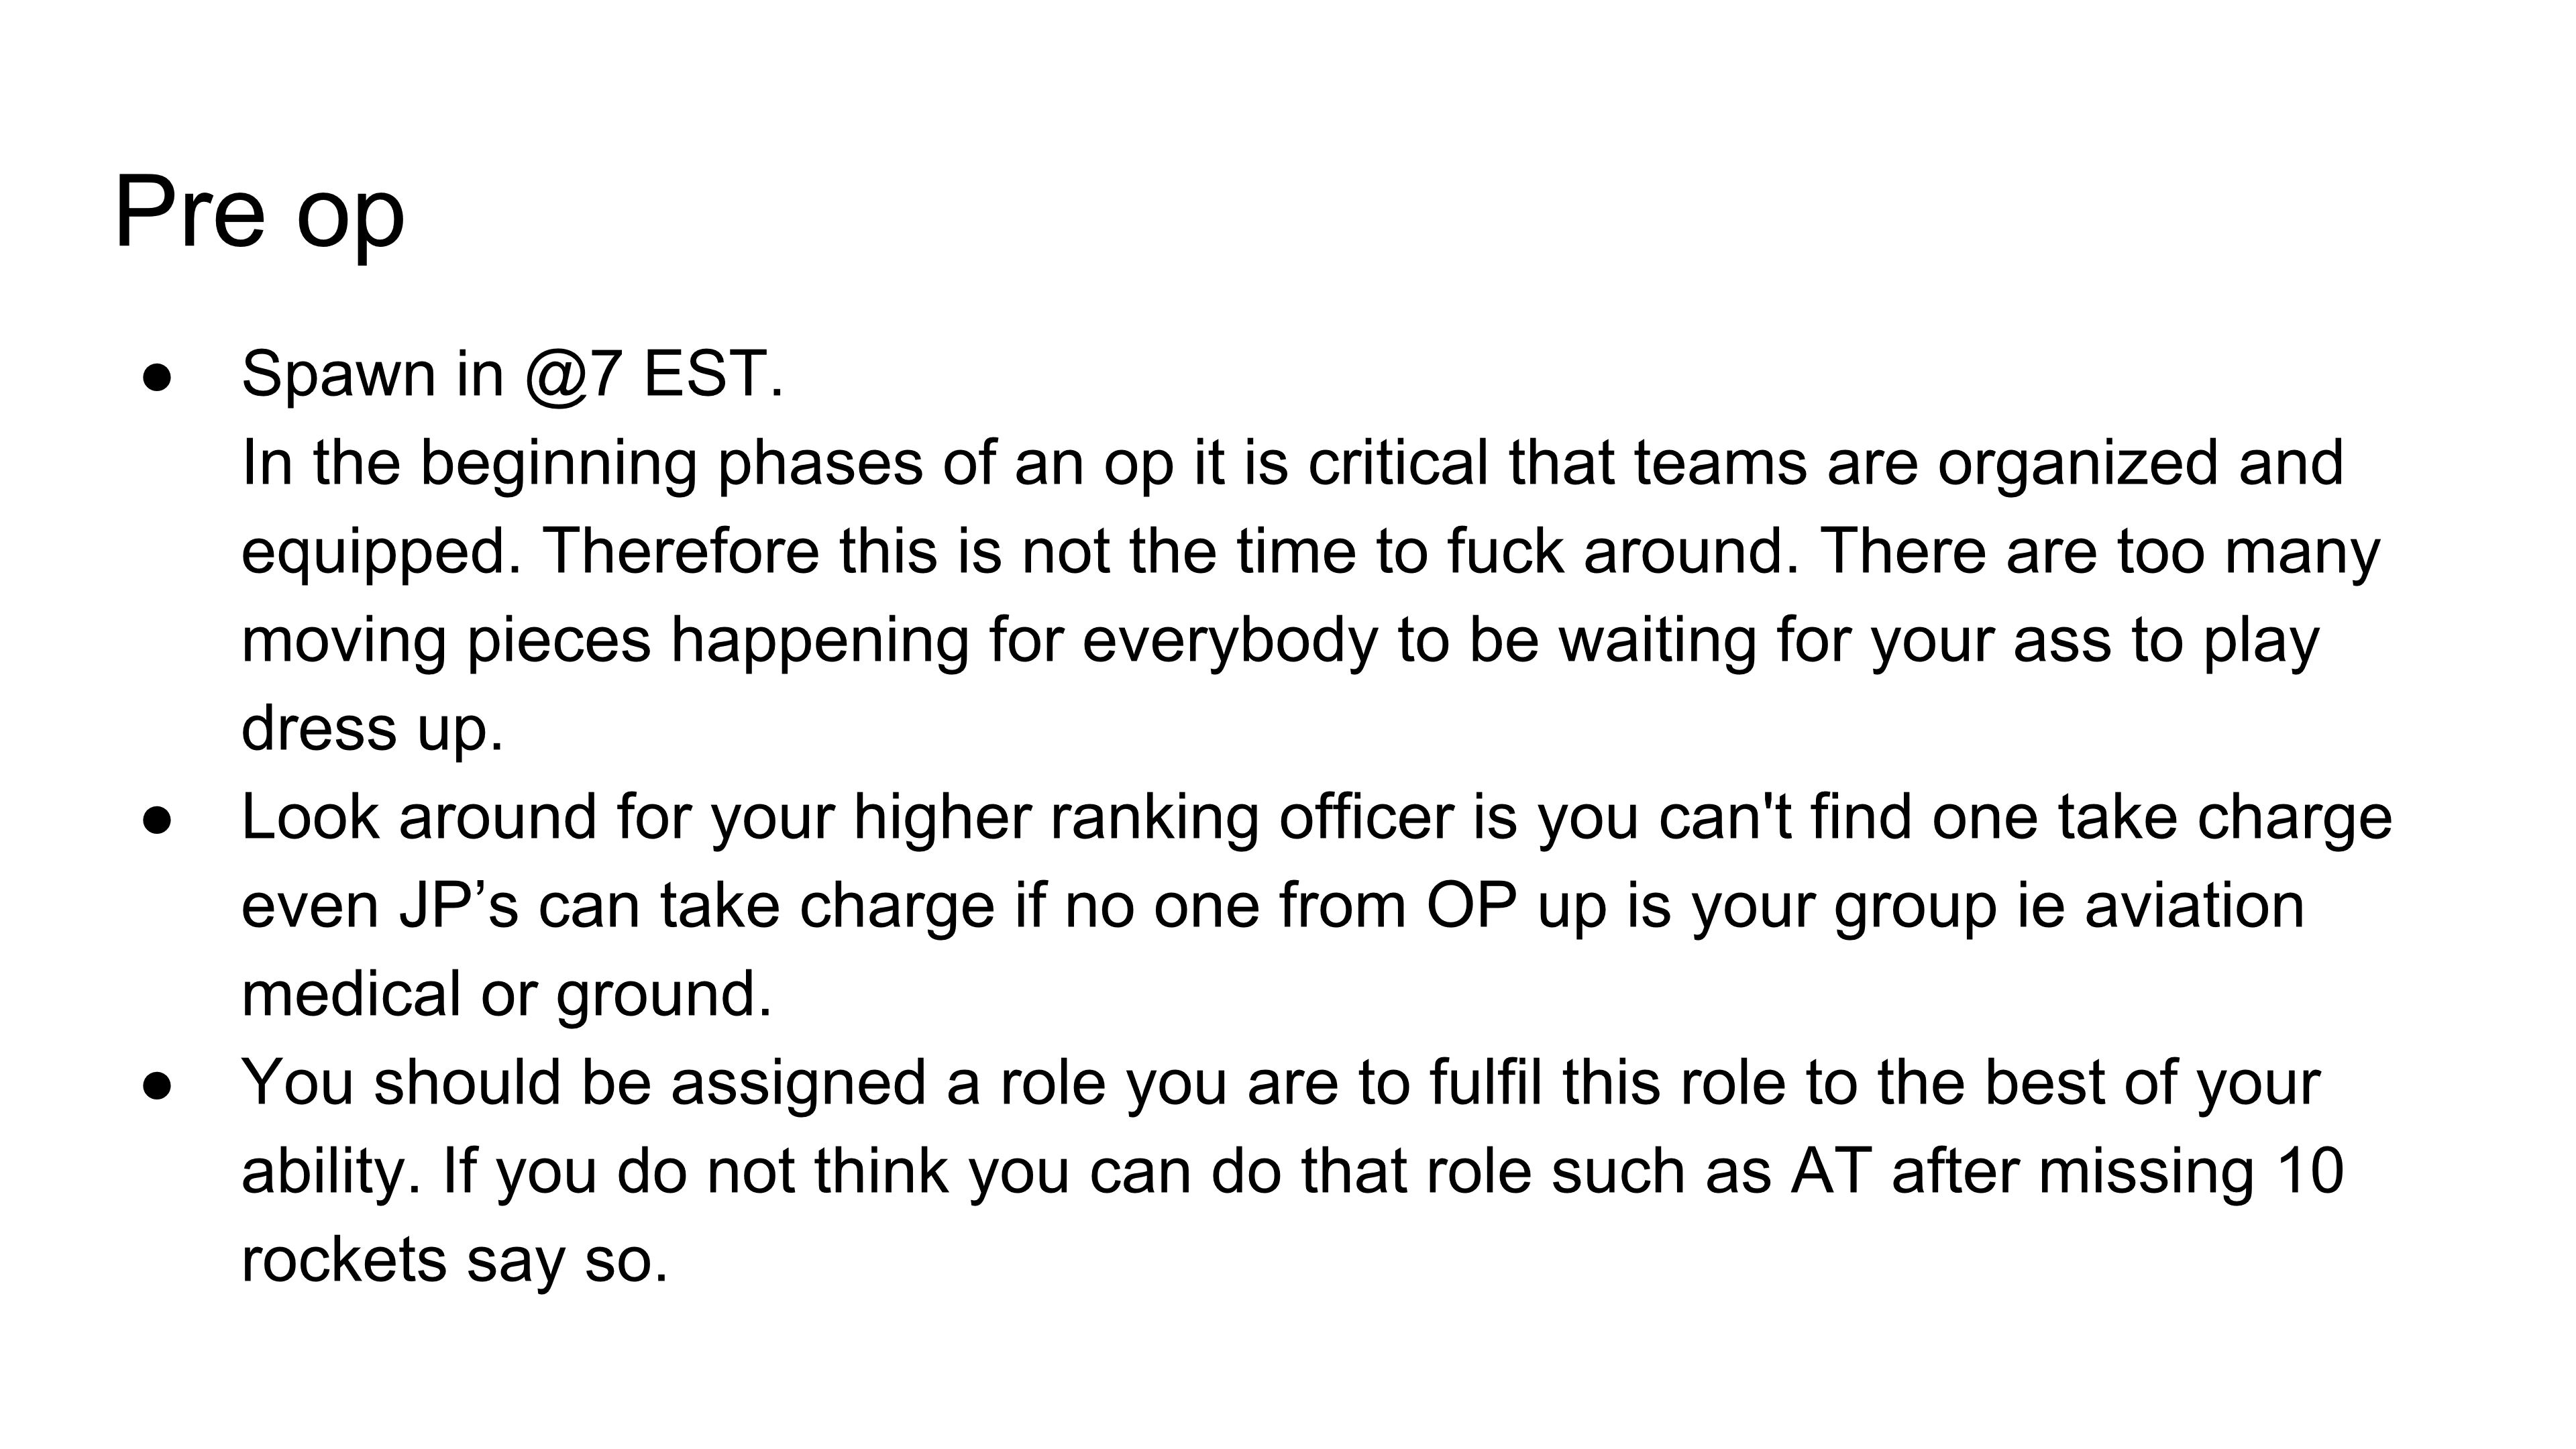 Pre op
● Spawn in @7 EST.
In the beginning phases of an op it is critical that teams are organized and
equipped. Therefore this is not the time to fuck around. There are too many
moving pieces happening for everybody to be waiting for your ass to play
dress up.
● Look around for your higher ranking officer is you can't find one take charge
even JP’s can take charge if no one from OP up is your group ie aviation
medical or ground.
● You should be assigned a role you are to fulfil this role to the best of your
ability. If you do not think you can do that role such as AT after missing 10
rockets say so.